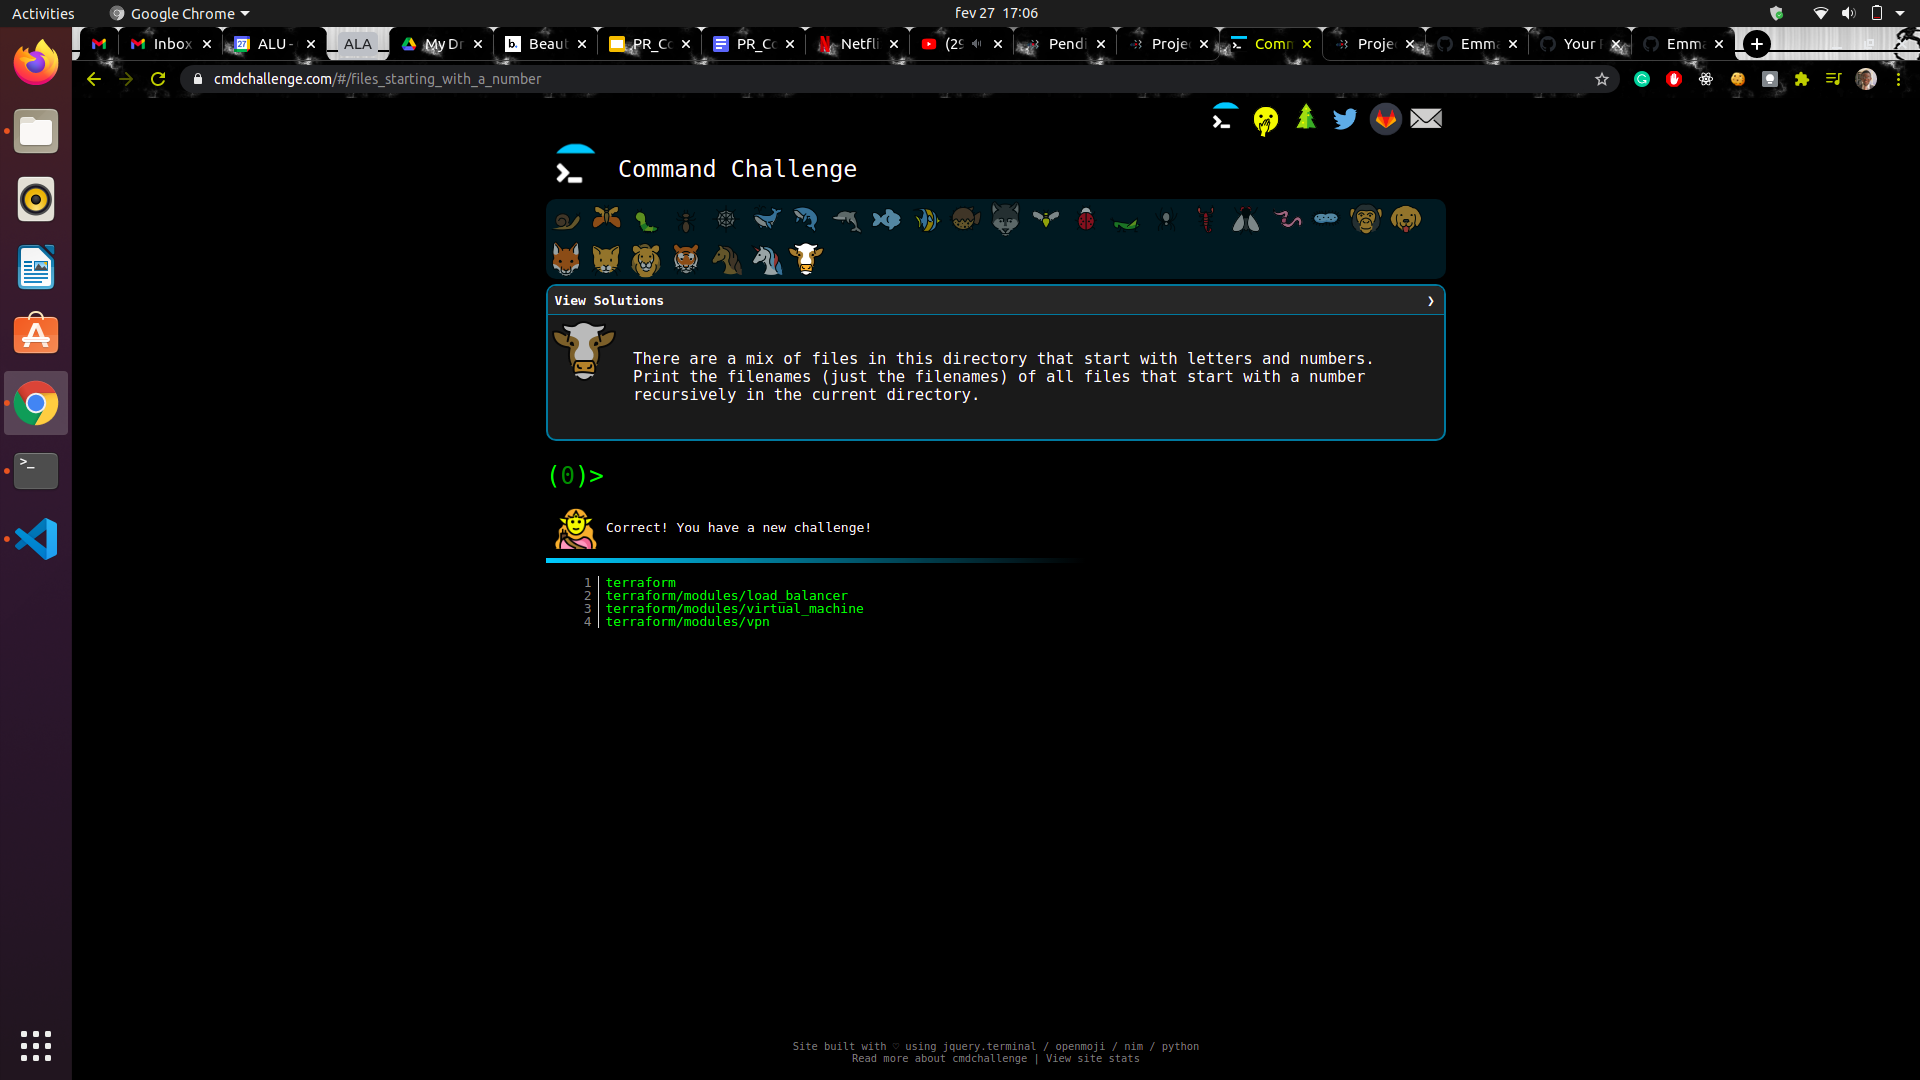 Activities
Google Chrome
fev 27 17:06
Inbox
ALU -
ALA
My Dr
Beaut
PR_Co
PR_Co
Netfli
(29
Pendi
Proje
Comm
Proje
Emma
Your R
Emma
cmdchallenge.com/#/files_starting_with_a_number
Command Challenge
View Solutions
There are a mix of files in this directory that start with letters and numbers.
Print the filenames (just the filenames) of all files that start with a number
recursively in the current directory.
(0)>
Correct! You have a new challenge!
1 terraform
2 terraform/modules/load_balancer
3 terraform/modules/virtual_machine
4 terraform/modules/vpn
Site built with ♡ using jquery.terminal / openmoji / nim / python
Read more about cmdchallenge | View site stats